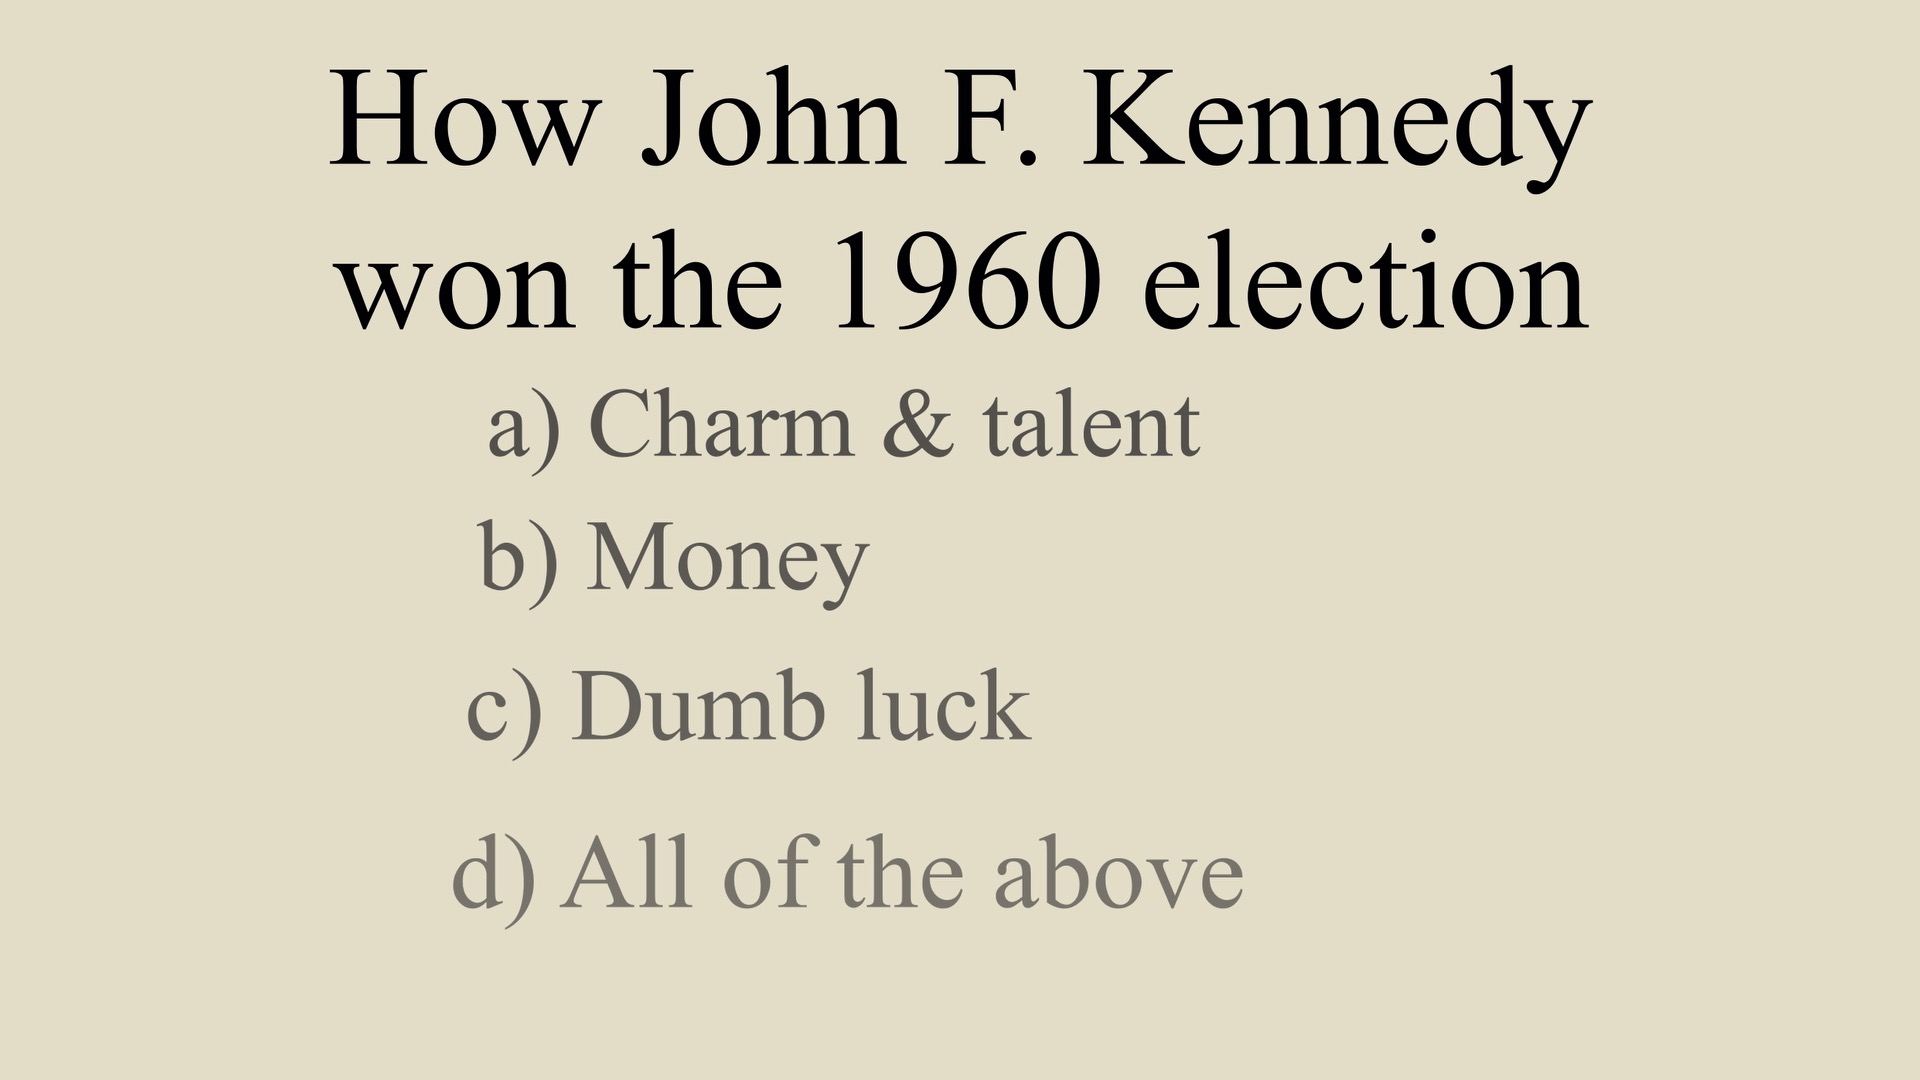 How John F. Kennedy
won the 1960 election
a) Charm & talent
b) Money
c) Dumb luck
d) All of the above